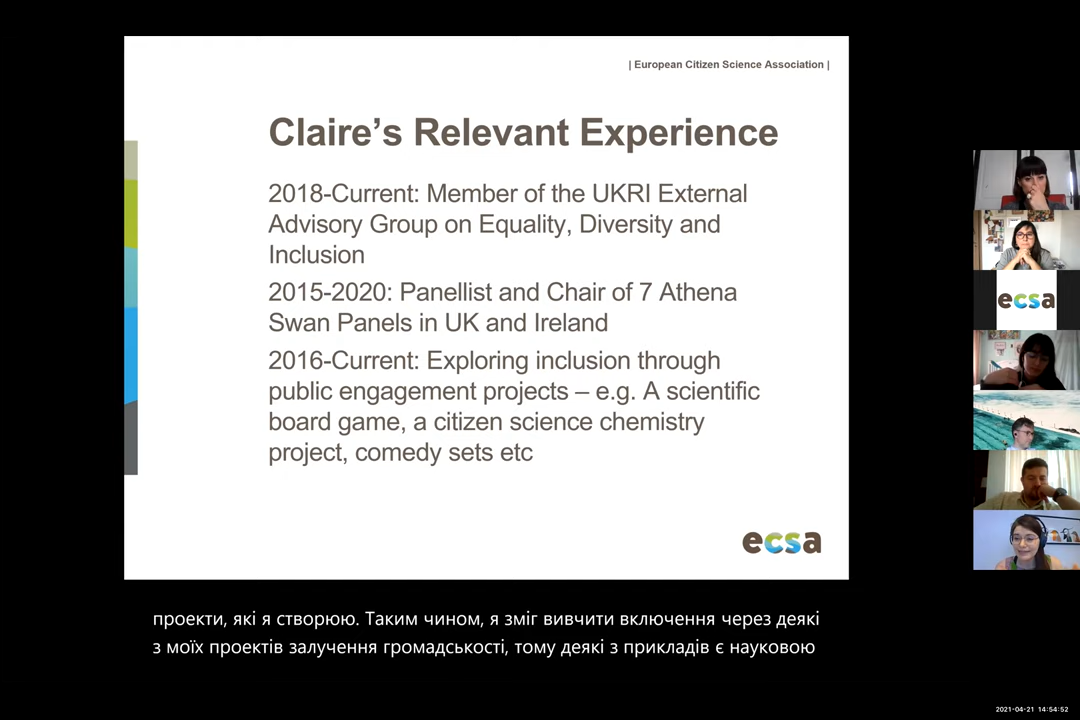 | European Citizen Science Association |
Claire’s Relevant Experience
2018-Current: Member of the UKRI External
Advisory Group on Equality, Diversity and
Inclusion
2015-2020: Panellist and Chair of 7 Athena
Swan Panels in UK and Ireland
2016-Current: Exploring inclusion through
public engagement projects – e.g. A scientific
board game, a citizen science chemistry
project, comedy sets etc
ecsa
ecsa
проекти, які я створюю. Таким чином, я зміг вивчити включення через деякі
з моїх проектів залучення громадськості, тому деякі з прикладів є науковою
2021-04-21 14:54:52